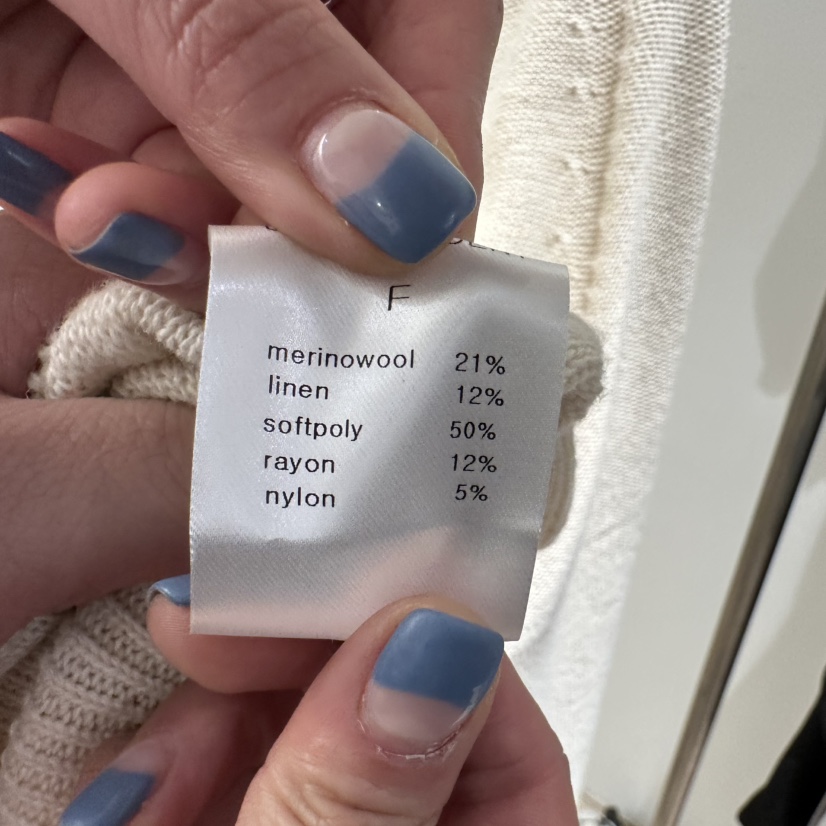 F
merinowool 21%
linen 12%
softpoly 50%
rayon 12%
nylon 5%